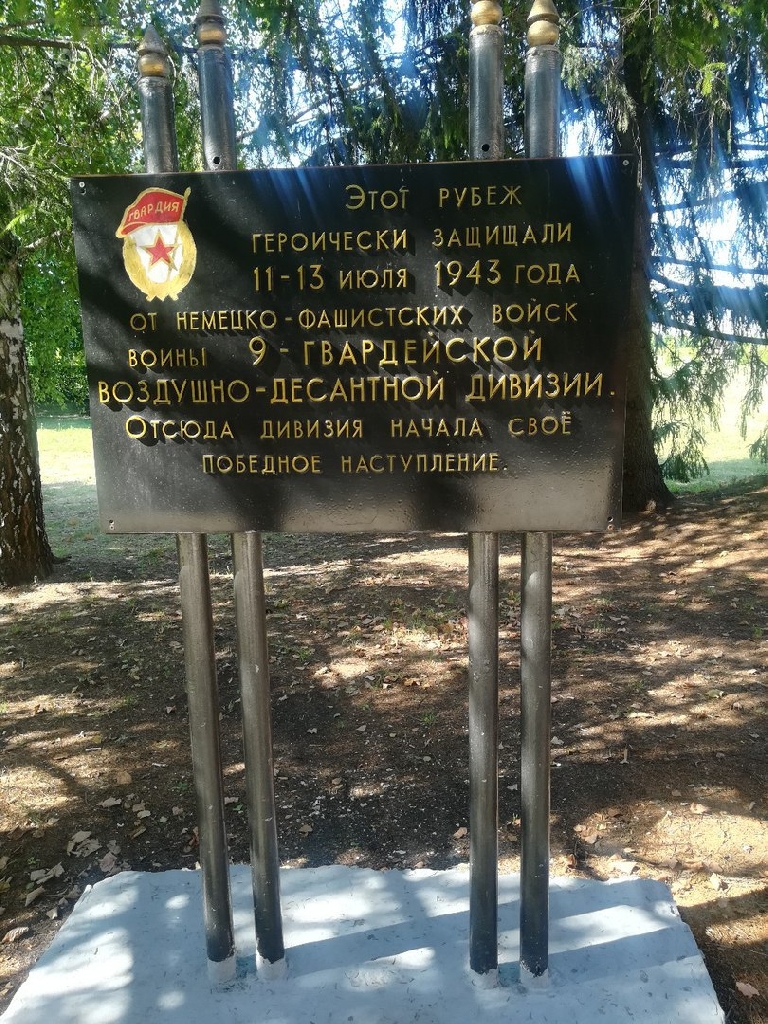 ГВАРДИЯ
Этот рубеж
героически защищали
11-13 июля 1943 года
от немецко-фашистских войск
воины 9-гвардейской
воздушно-десантной дивизии.
Отсюда дивизия начала своё
победное наступление.